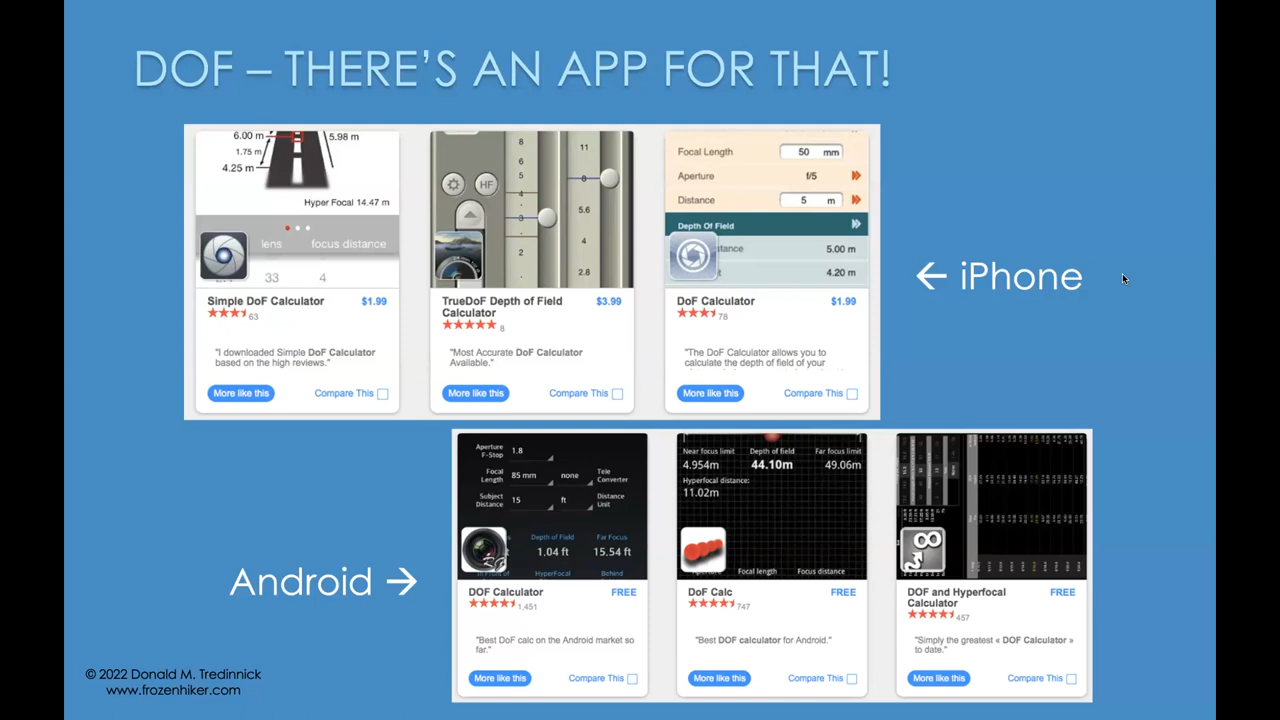 DOF – THERE'S AN APP FOR THAT!
6.00 m
5.98 m
1.75 m
4.25 m
Hyper Focal 14.47 m
lens focus distance
33 4
Simple DoF Calculator $1.99
63
"I downloaded Simple DoF Calculator
based on the high reviews."
More like this Compare This
HF
8
6
5
4
3
2
11
8
5.6
4
2.8
TrueDoF Depth of Field
Calculator
$3.99
8
"Most Accurate DoF Calculator
Available."
More like this Compare This
Focal Length 50 mm
Aperture f/5
Distance 5 m
Depth Of Field
stance 5.00 m
t 4.20 m
DoF Calculator $1.99
78
"The DoF Calculator allows you to
calculate the depth of field of your
More like this Compare This
← iPhone
Android →
Aperture
F-Stop
1.8
Focal
Length
85 mm none
Tele
Converter
Subject
Distance
15 ft
Distance
Unit
Depth of Field Far Focus
1.04 ft 15.54 ft
In Front of HyperFocal Behind
DOF Calculator FREE
1,451
"Best DoF calc on the Android market so
far."
More like this Compare This
Near focus limit Depth of field Far focus limit
4.954m 44.10m 49.06m
Hyperfocal distance:
11.02m
Aperture Focal length Focus distance
DoF Calc FREE
747
"Best DOF calculator for Android."
More like this Compare This
DOF and Hyperfocal
Calculator
FREE
457
"Simply the greatest « DOF Calculator »
to date."
More like this Compare This
© 2022 Donald M. Tredinnick
www.frozenhiker.com